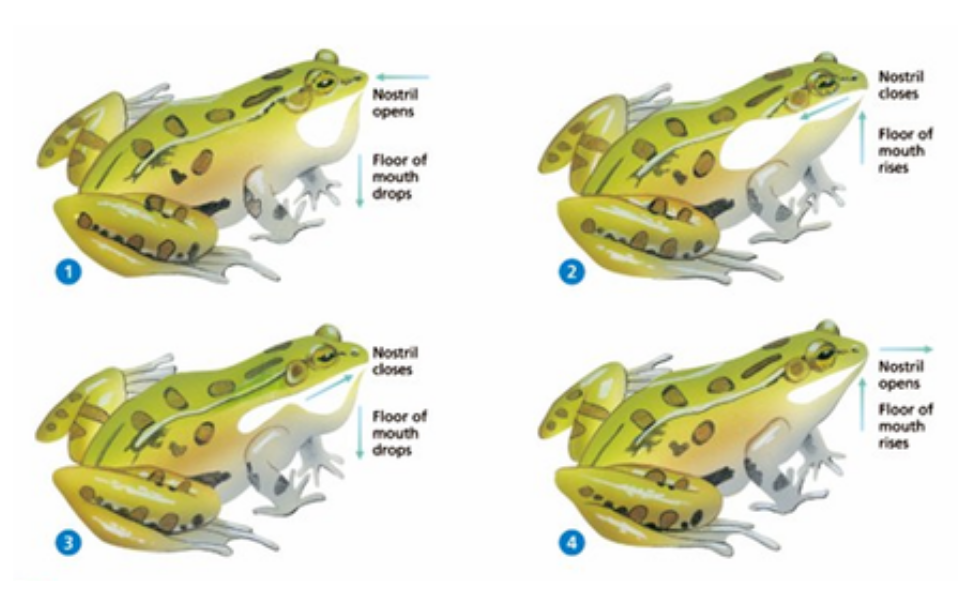 Nostril
opens
Floor of
mouth
drops
1
Nostril
closes
Floor of
mouth
rises
2
Nostril
closes
Floor of
mouth
drops
3
Nostril
opens
Floor of
mouth
rises
4